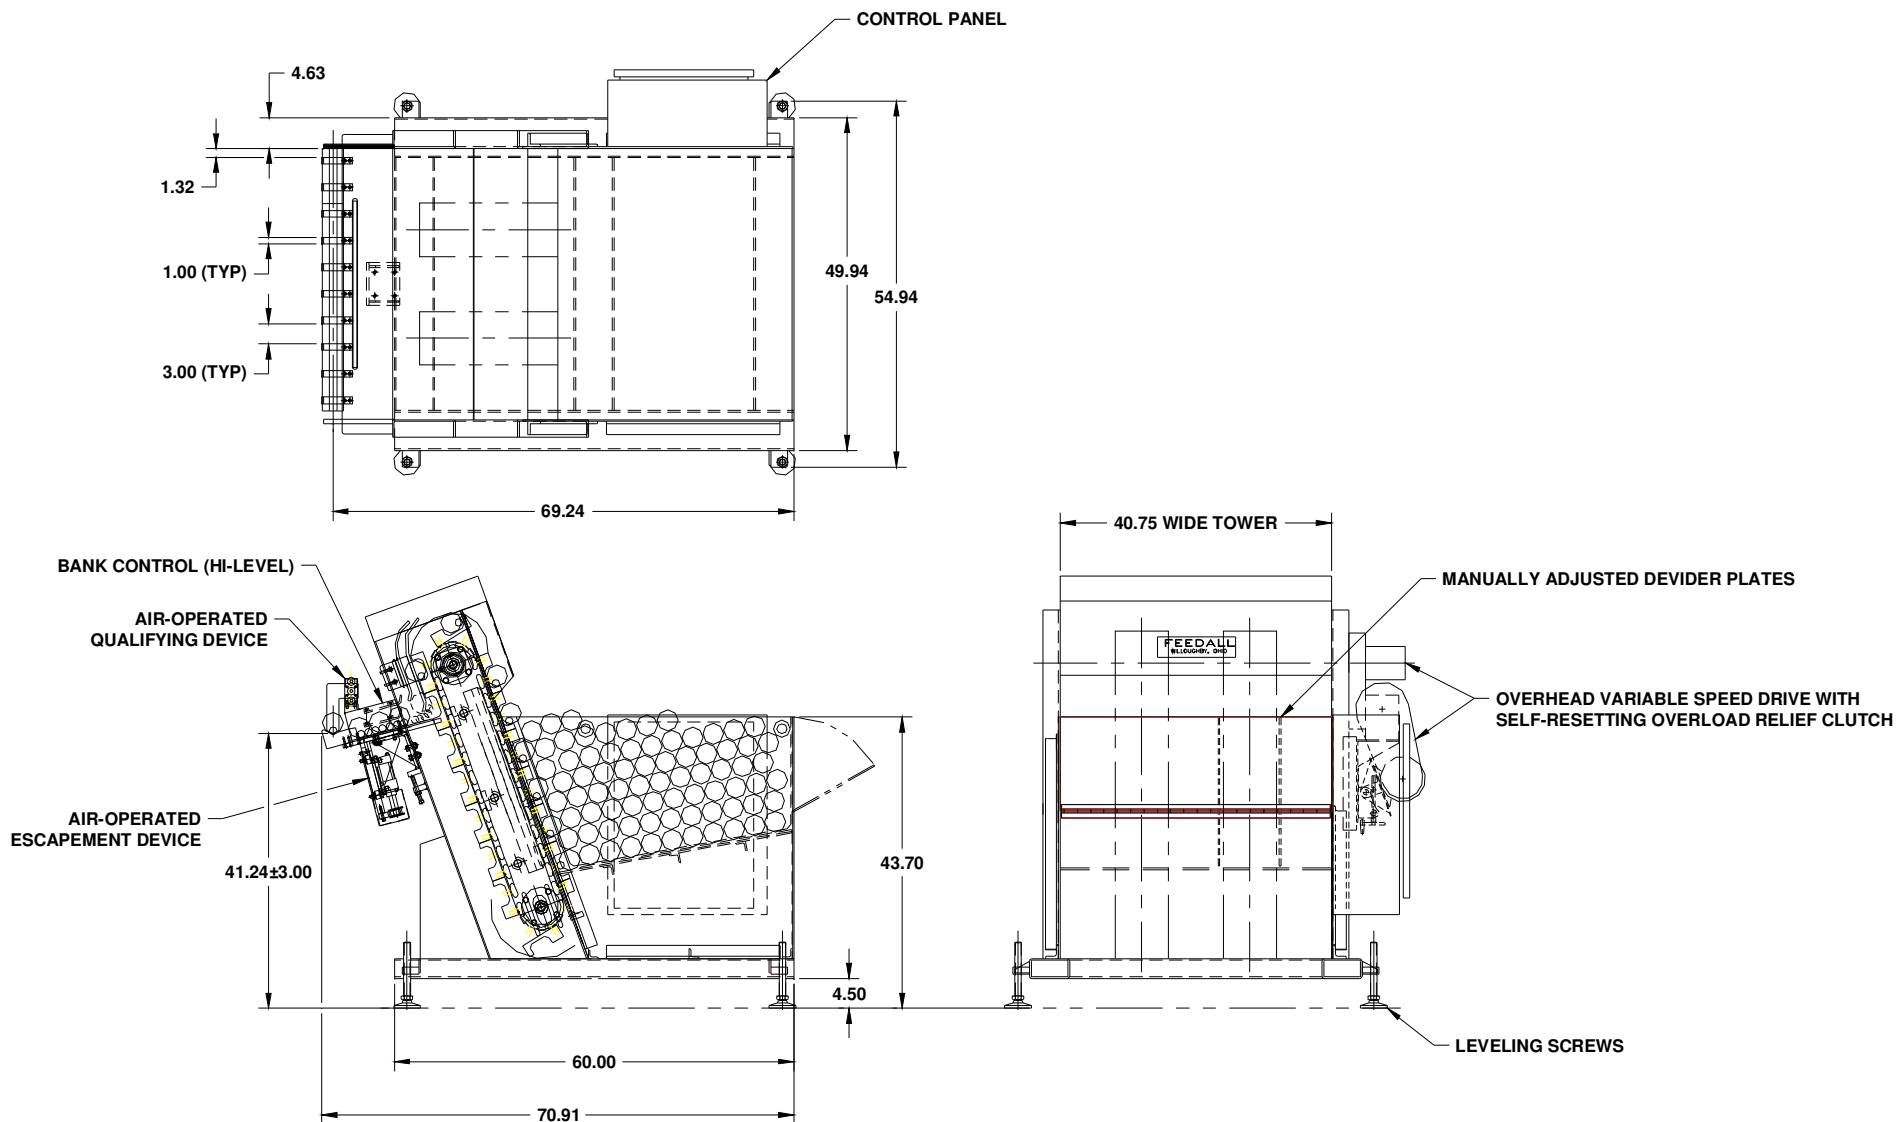 CONTROL PANEL
4.63
1.32
1.00 (TYP)
3.00 (TYP)
49.94
54.94
69.24
40.75 WIDE TOWER
BANK CONTROL (HI-LEVEL)
AIR-OPERATED
QUALIFYING DEVICE
AIR-OPERATED
ESCAPEMENT DEVICE
41.24±3.00
43.70
4.50
60.00
70.91
MANUALLY ADJUSTED DEVIDER PLATES
FEEDALL
WILLOUGHBY, OHIO
OVERHEAD VARIABLE SPEED DRIVE WITH
SELF-RESETTING OVERLOAD RELIEF CLUTCH
LEVELING SCREWS